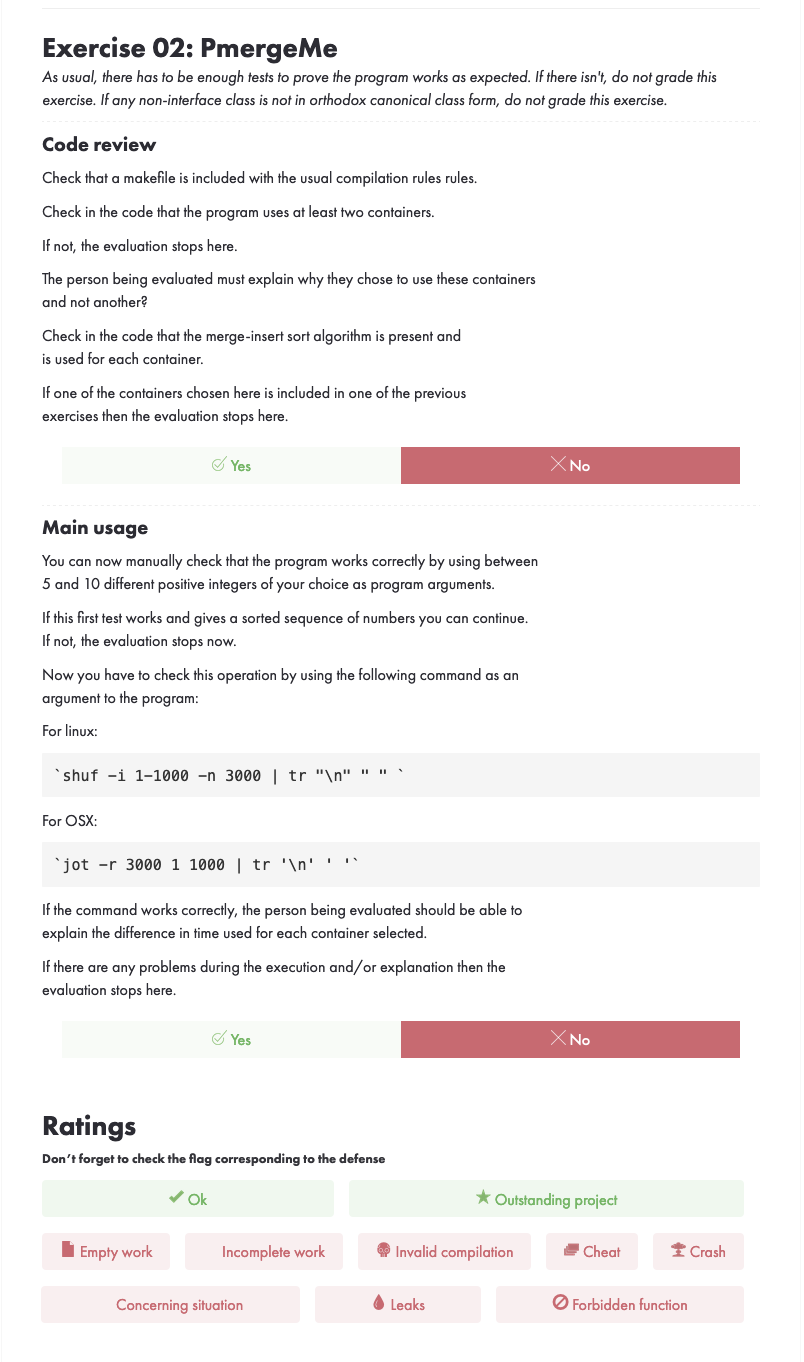 Exercise 02: PmergeMe
As usual, there has to be enough tests to prove the program works as expected. If there isn't, do not grade this
exercise. If any non-interface class is not in orthodox canonical class form, do not grade this exercise.
Code review
Check that a makefile is included with the usual compilation rules rules.
Check in the code that the program uses at least two containers.
If not, the evaluation stops here.
The person being evaluated must explain why they chose to use these containers
and not another?
Check in the code that the merge-insert sort algorithm is present and
is used for each container.
If one of the containers chosen here is included in one of the previous
exercises then the evaluation stops here.
Yes
No
Main usage
You can now manually check that the program works correctly by using between
5 and 10 different positive integers of your choice as program arguments.
If this first test works and gives a sorted sequence of numbers you can continue.
If not, the evaluation stops now.
Now you have to check this operation by using the following command as an
argument to the program:
For linux:
`shuf -i 1-1000 -n 3000 | tr "\n" " " `
For OSX:
`jot -r 3000 1 1000 | tr '\n' ' '`
If the command works correctly, the person being evaluated should be able to
explain the difference in time used for each container selected.
If there are any problems during the execution and/or explanation then the
evaluation stops here.
Yes
No
Ratings
Don't forget to check the flag corresponding to the defense
Ok
Outstanding project
Empty work
Incomplete work
Invalid compilation
Cheat
Crash
Concerning situation
Leaks
Forbidden function